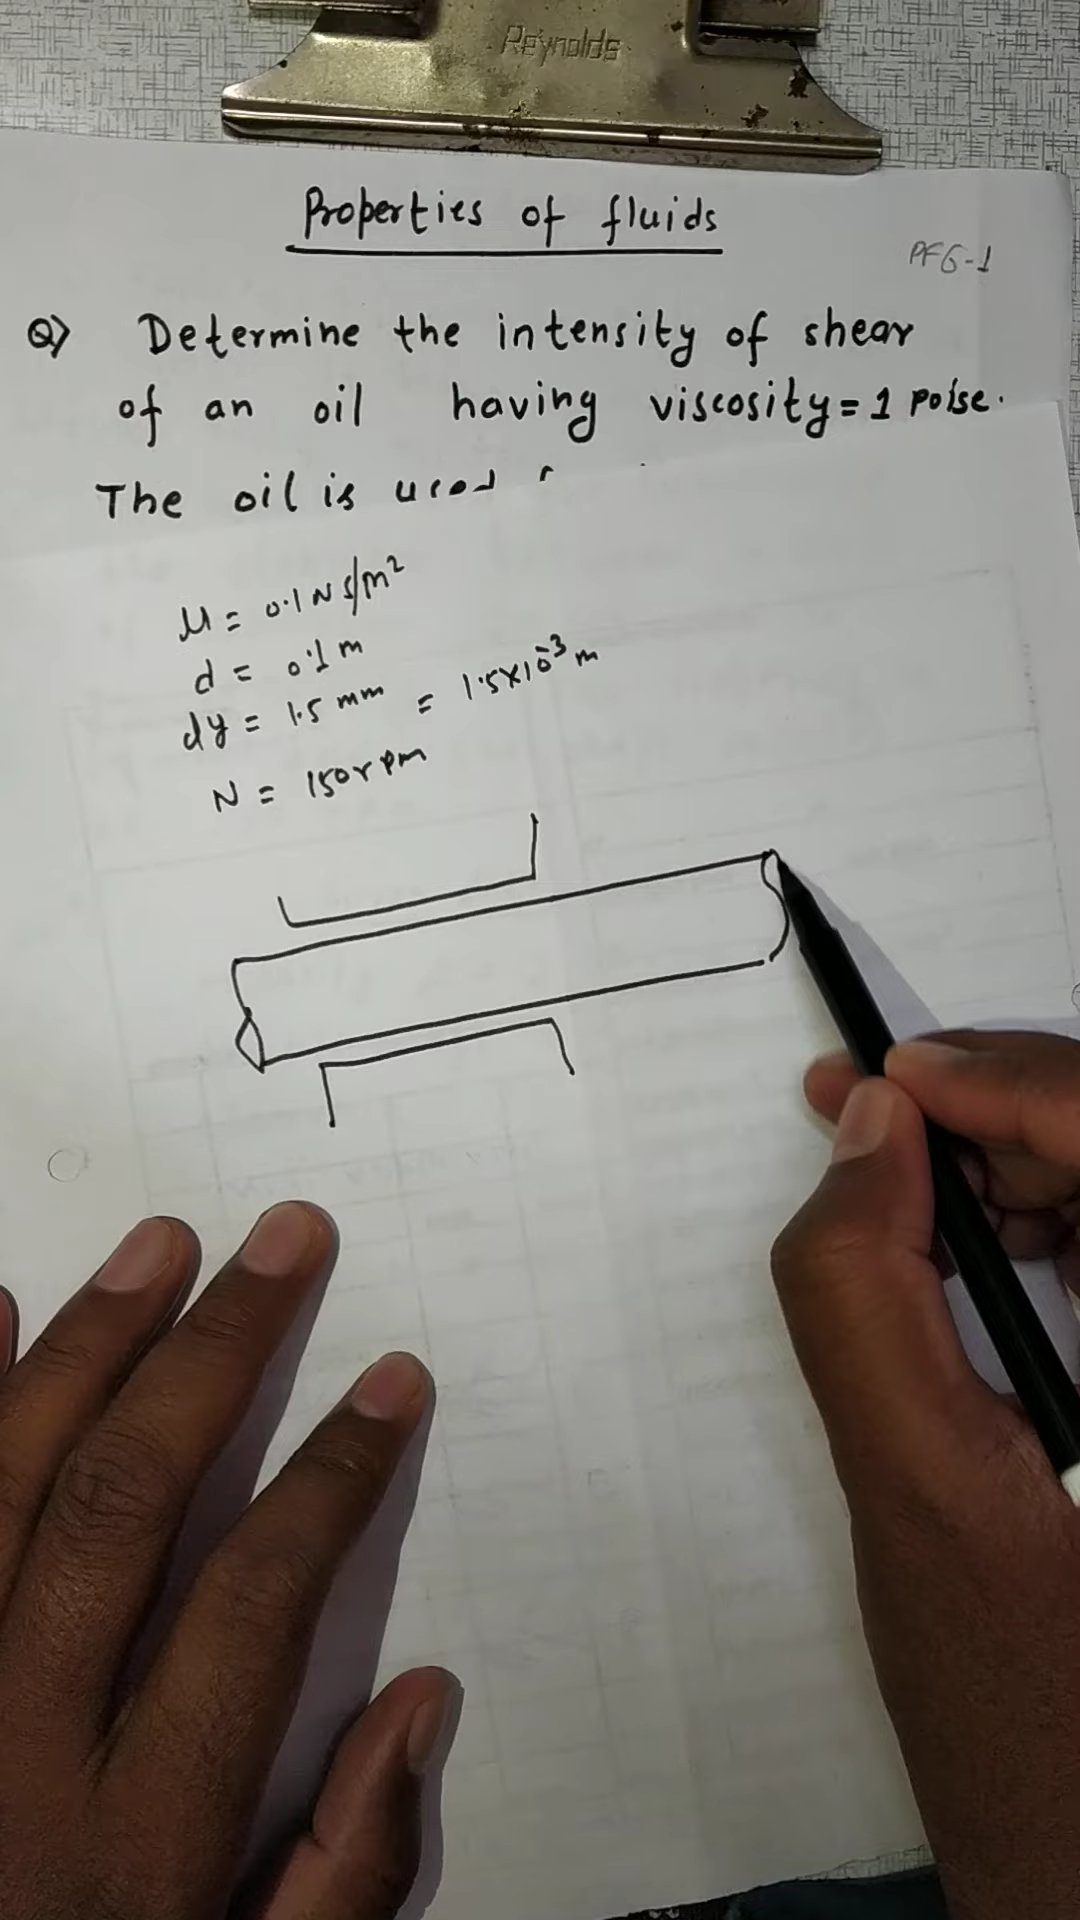 Reynolds
Properties of fluids
PFG-1
Q) Determine the intensity of shear
of an oil having viscosity = 1 poise.
The oil is used
μ = 0.1 N s/m²
d = 0.1 m
dy = 1.5 mm = 1.5×10⁻³ m
N = 150 rpm